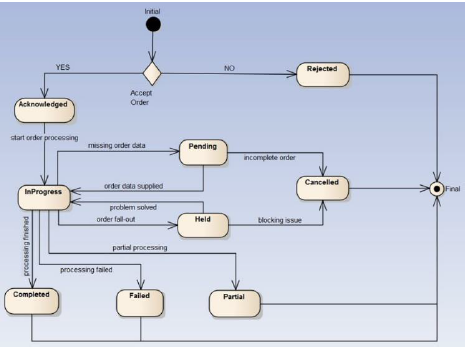 Initial
YES
NO
Rejected
Accept
Order
Acknowledged
start order processing
missing order data
Pending
incomplete order
order data supplied
Cancelled
InProgress
Final
problem solved
order fall-out
Held
blocking issue
partial processing
processing finished
processing failed
Completed
Failed
Partial